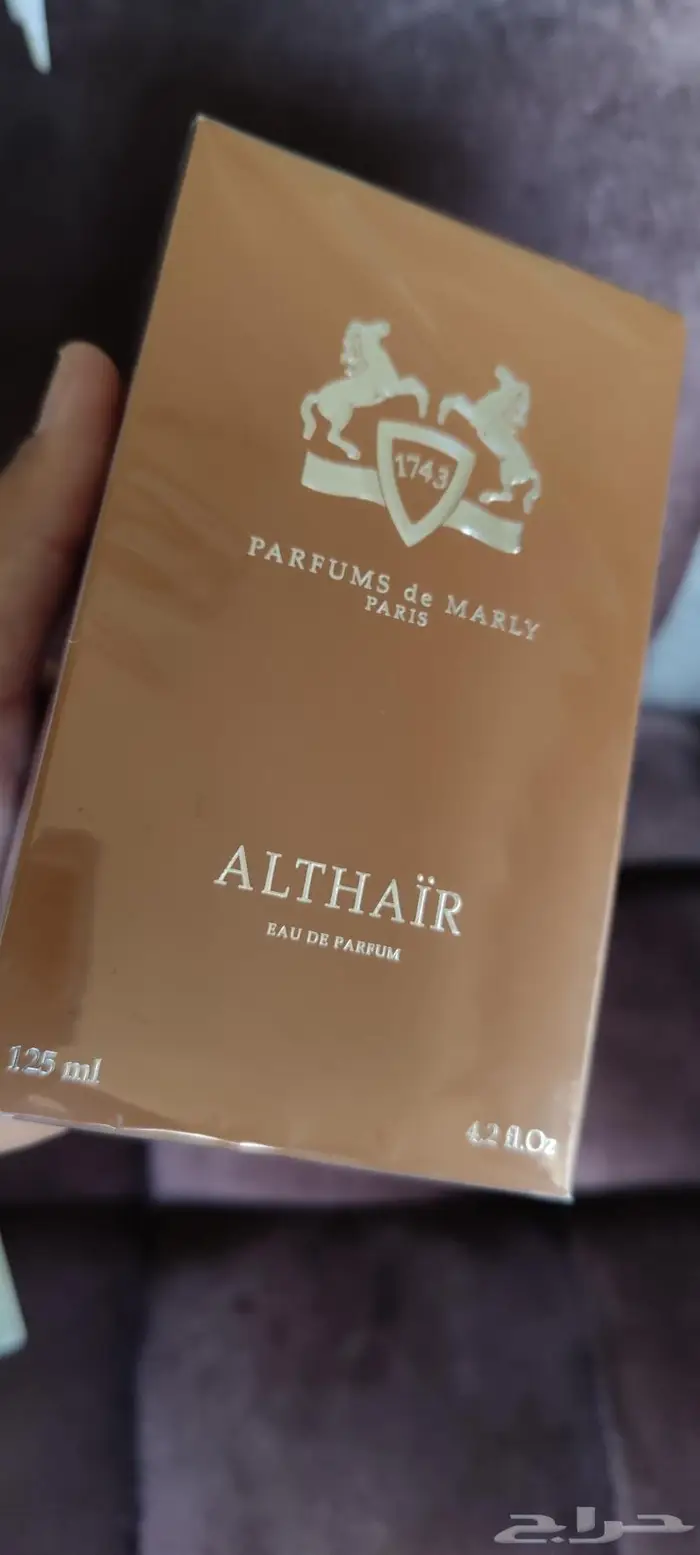 1743
PARFUMS de MARLY
PARIS
ALTHAÏR
EAU DE PARFUM
125 ml
4.2 fl.Oz
حراج